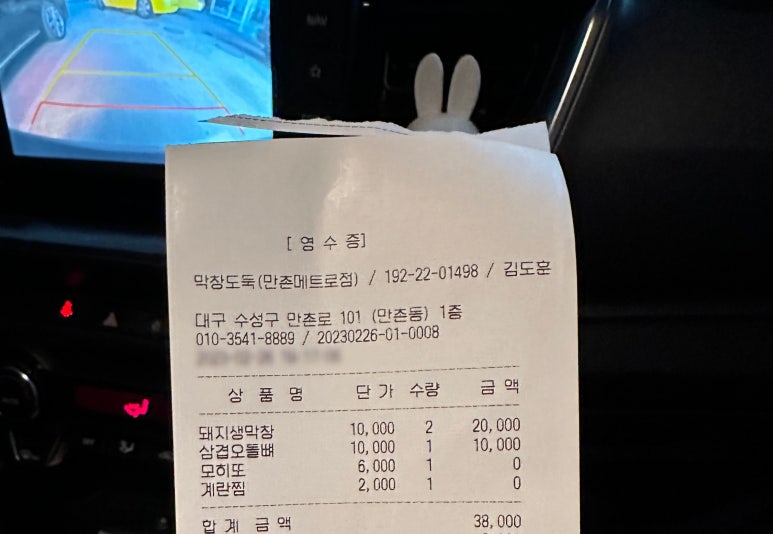 NAV
[영 수 증]
막창도둑(만촌메트로점) / 192-22-01498 / 김도훈
대구 수성구 만촌로 101 (만촌동) 1층
010-3541-8889 / 20230226-01-0008
상 품 명 단 가 수량 금 액
돼지생막창 10,000 2 20,000
삼겹오돌뼈 10,000 1 10,000
모히또 6,000 1 0
계란찜 2,000 1 0
합 계 금 액 38,000